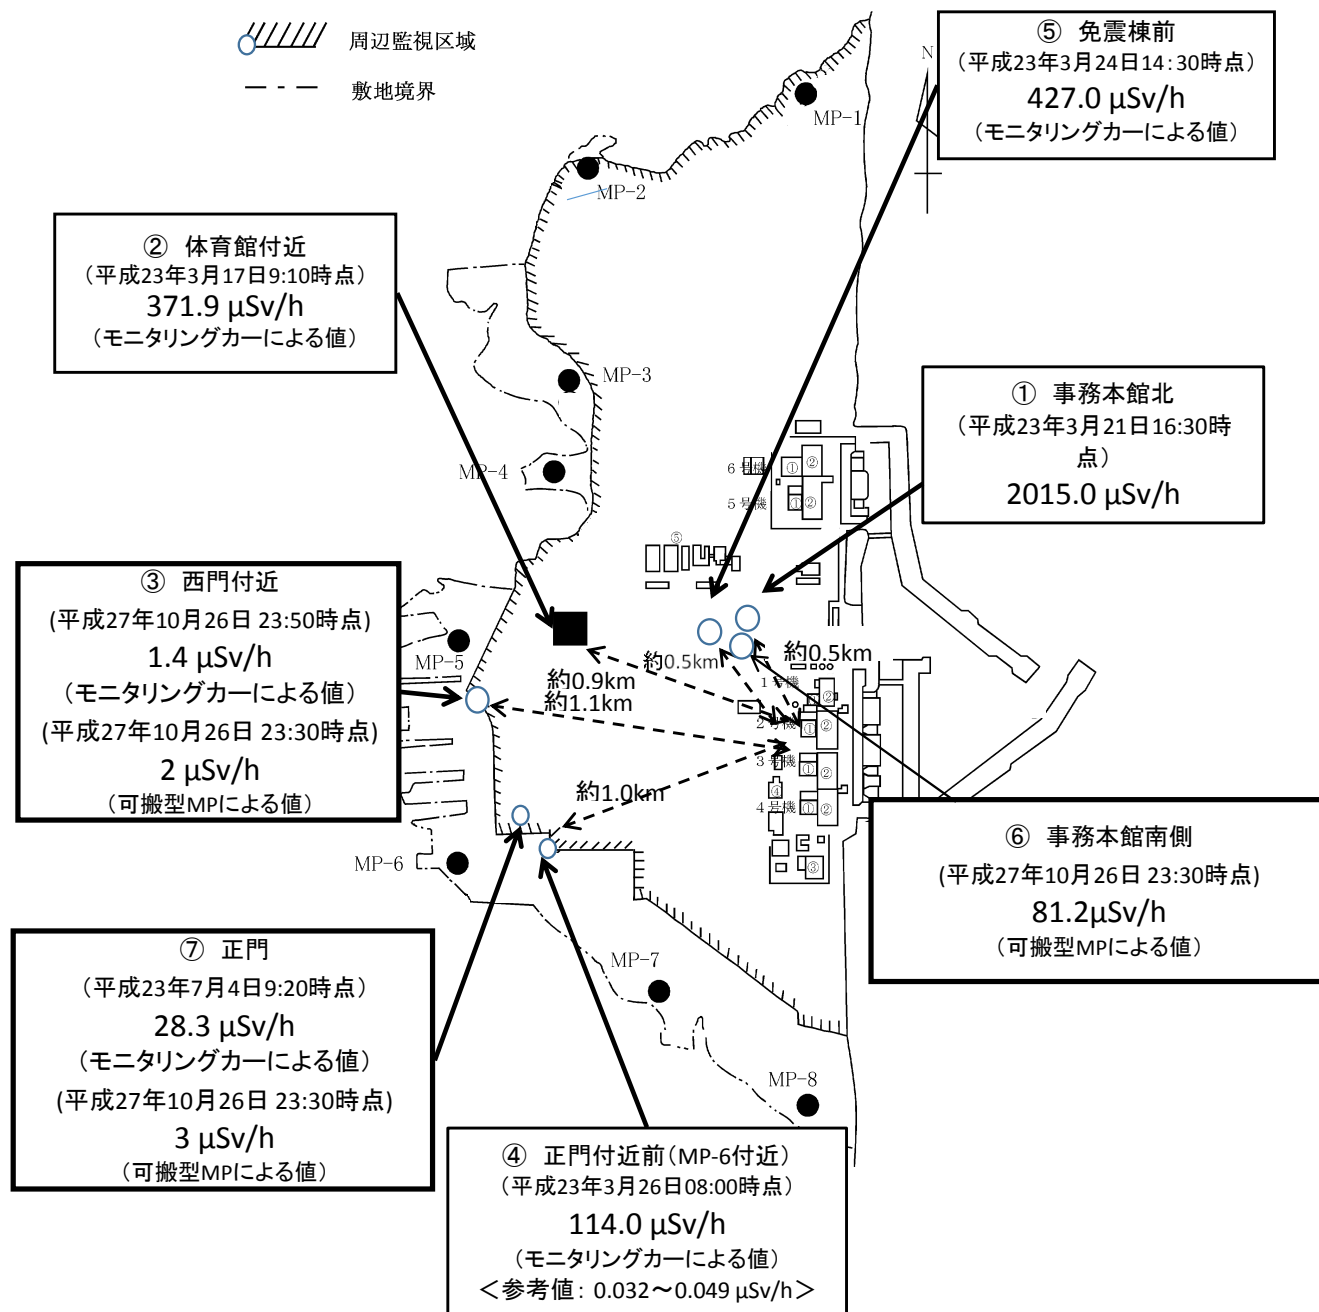 周辺監視区域
敷地境界
⑤ 免震棟前
(平成23年3月24日14:30時点)
427.0 μSv/h
(モニタリングカーによる値)
N
MP-1
MP-2
② 体育館付近
(平成23年3月17日9:10時点)
371.9 μSv/h
(モニタリングカーによる値)
MP-3
① 事務本館北
(平成23年3月21日16:30時
点)
2015.0 μSv/h
MP-4
6号機
① ②
5号機
① ②
⑤
③ 西門付近
(平成27年10月26日 23:50時点)
1.4 μSv/h
(モニタリングカーによる値)
(平成27年10月26日 23:30時点)
2 μSv/h
(可搬型MPによる値)
MP-5
約0.9km
約1.1km
約0.5km
約0.5km
1号機
②
2号機
① ②
3号機
① ②
④
4号機
① ②
③
約1.0km
MP-6
⑥ 事務本館南側
(平成27年10月26日 23:30時点)
81.2μSv/h
(可搬型MPによる値)
⑦ 正門
(平成23年7月4日9:20時点)
28.3 μSv/h
(モニタリングカーによる値)
(平成27年10月26日 23:30時点)
3 μSv/h
(可搬型MPによる値)
MP-7
MP-8
④ 正門付近前(MP-6付近)
(平成23年3月26日08:00時点)
114.0 μSv/h
(モニタリングカーによる値)
<参考値: 0.032~0.049 μSv/h>